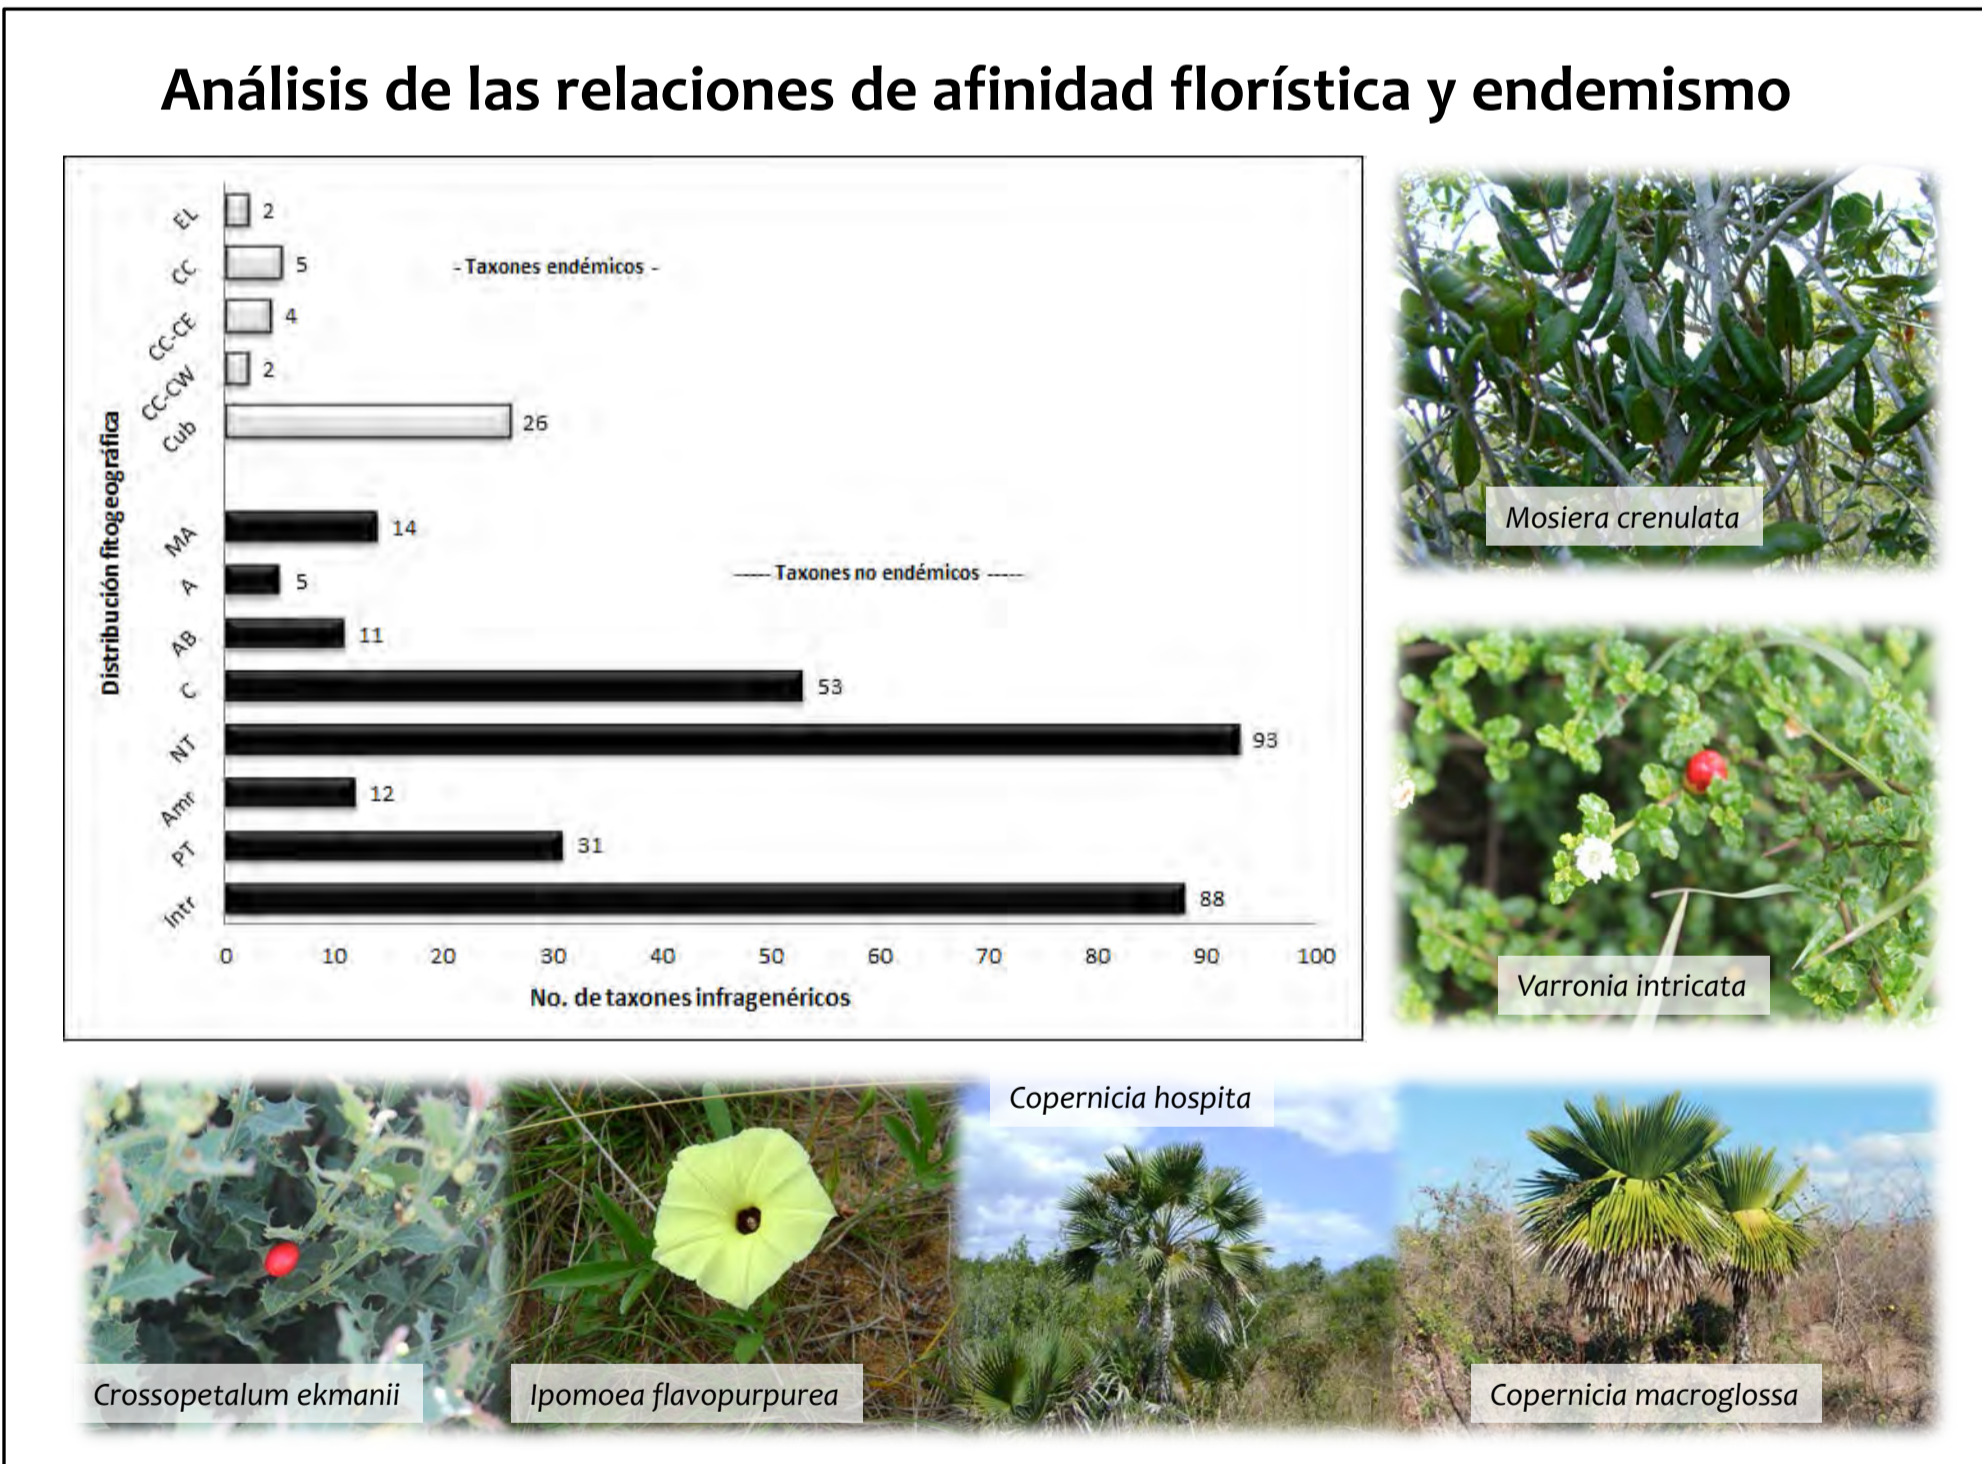 Análisis de las relaciones de afinidad florística y endemismo
Distribución fitogeográfica
EL 2
CC 5
- Taxones endémicos -
CC-CE 4
CC-CW 2
Cub 26
MA 14
A 5
----- Taxones no endémicos -----
AB 11
C 53
NT 93
Amr 12
PT 31
Intr 88
0 10 20 30 40 50 60 70 80 90 100
No. de taxones infragenéricos
Mosiera crenulata
Varronia intricata
Crossopetalum ekmanii
Ipomoea flavopurpurea
Copernicia hospita
Copernicia macroglossa